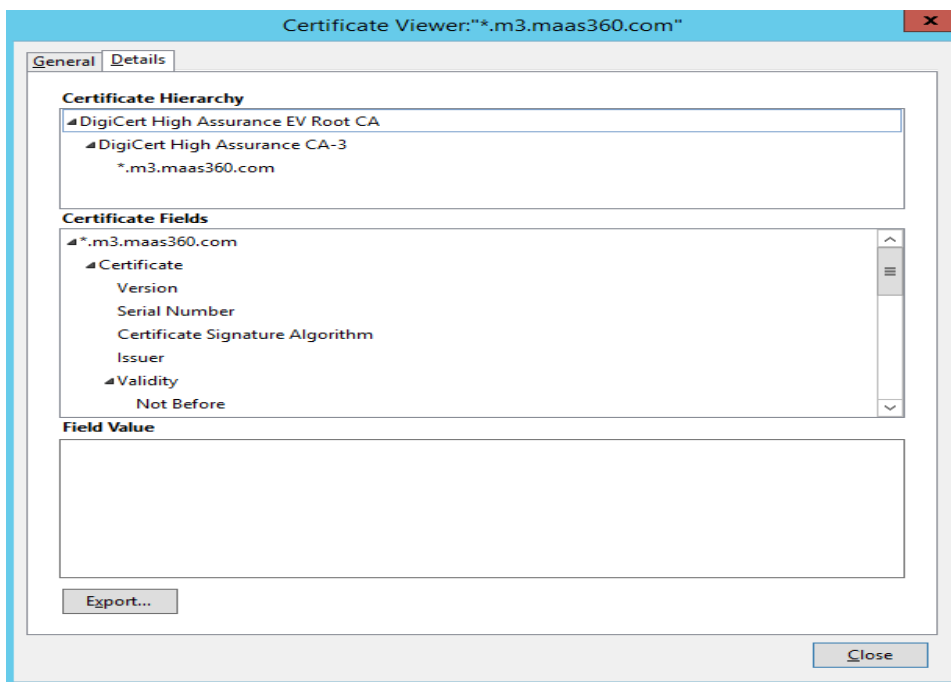 Certificate Viewer:"*.m3.maas360.com"
x
General Details
Certificate Hierarchy
DigiCert High Assurance EV Root CA
DigiCert High Assurance CA-3
*.m3.maas360.com
Certificate Fields
*.m3.maas360.com
Certificate
Version
Serial Number
Certificate Signature Algorithm
Issuer
Validity
Not Before
Field Value
Export...
Close